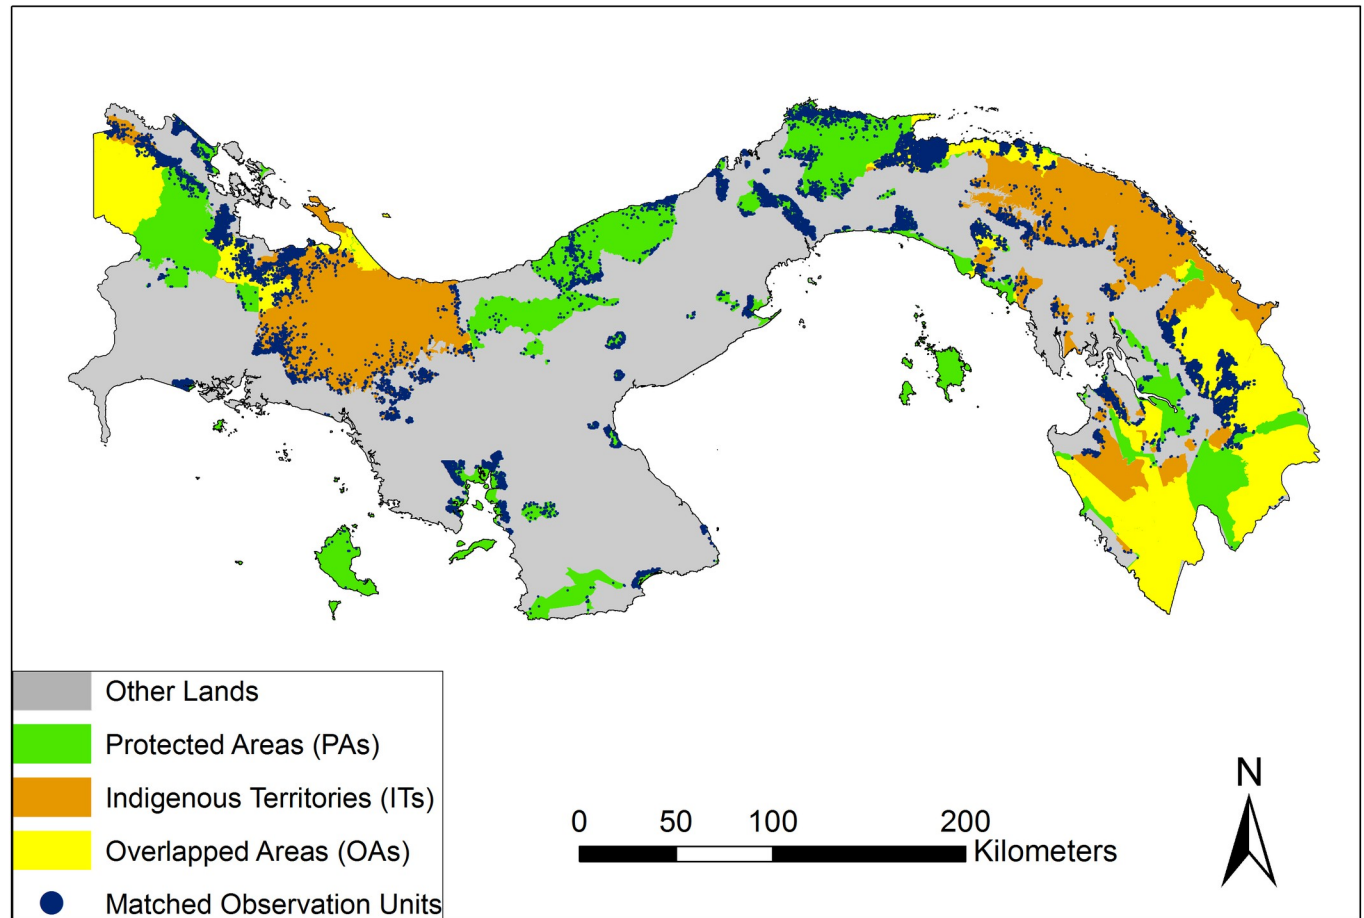 Other Lands
Protected Areas (PAs)
Indigenous Territories (ITs)
Overlapped Areas (OAs)
Matched Observation Units
0 50 100 200
Kilometers
N